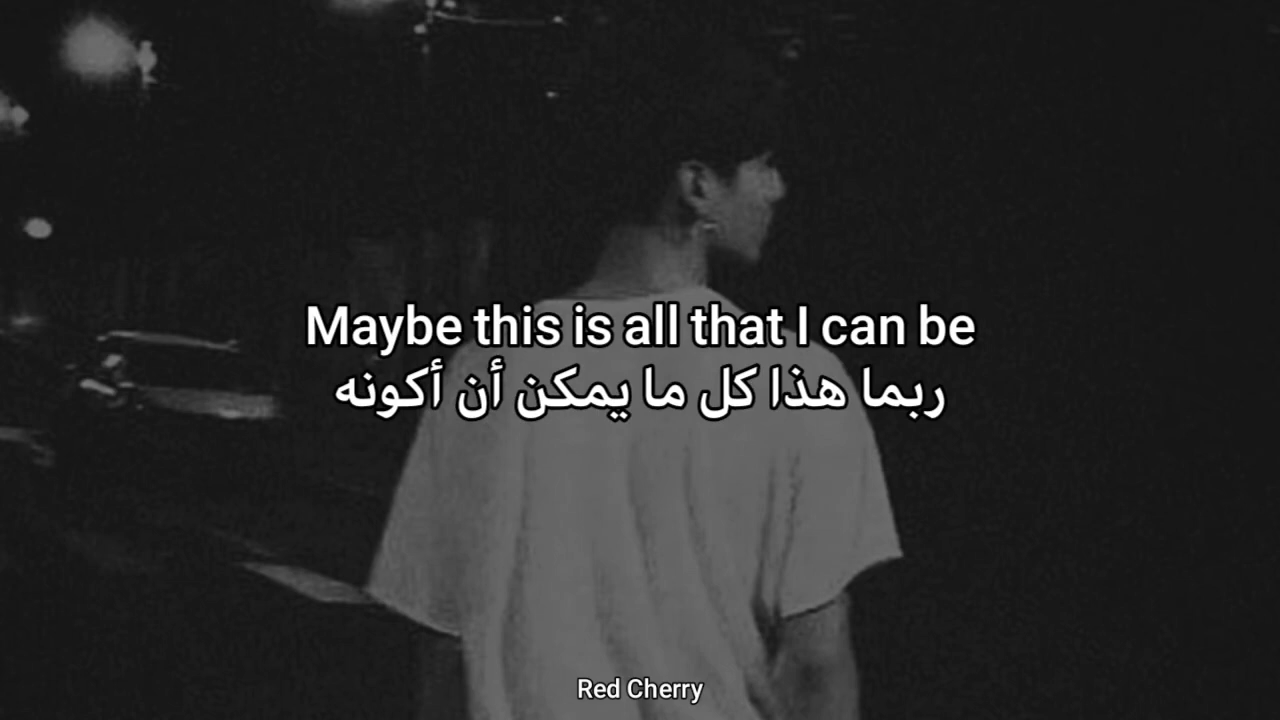 Maybe this is all that I can be
ربما هذا كل ما يمكن أن أكونه
Red Cherry